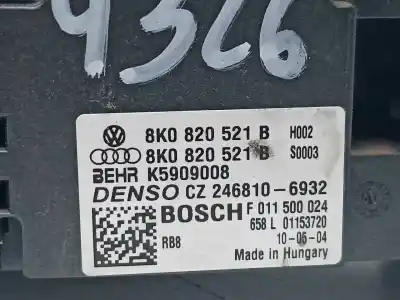 4326
8K0 820 521 B H002
8K0 820 521 B S0003
BEHR K5909008
DENSO CZ 246810-6932
BOSCH F 011 500 024
658 L 01153720
RB8 10-06-04
Made in Hungary